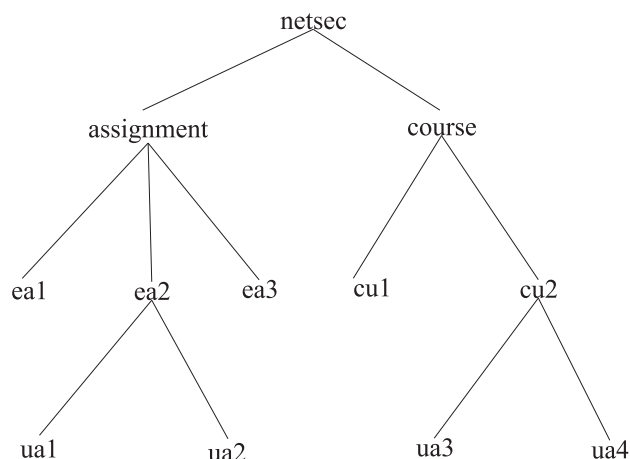 netsec
assignment course
ea1 ea2 ea3 cu1 cu2
ua1 ua2 ua3 ua4